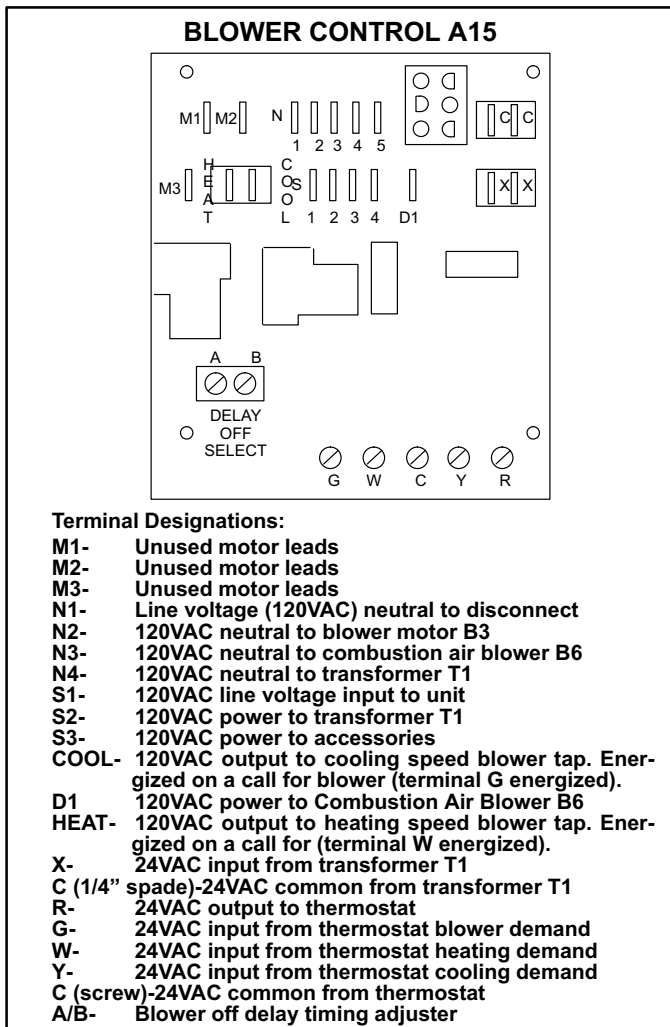 BLOWER CONTROL A15
M1 M2 N C C
1 2 3 4 5
M3 HEAT COOL S X X
1 2 3 4 D1
A B
DELAY
OFF
SELECT
G W C Y R
Terminal Designations:
M1- Unused motor leads
M2- Unused motor leads
M3- Unused motor leads
N1- Line voltage (120VAC) neutral to disconnect
N2- 120VAC neutral to blower motor B3
N3- 120VAC neutral to combustion air blower B6
N4- 120VAC neutral to transformer T1
S1- 120VAC line voltage input to unit
S2- 120VAC power to transformer T1
S3- 120VAC power to accessories
COOL- 120VAC output to cooling speed blower tap. Ener-
gized on a call for blower (terminal G energized).
D1 120VAC power to Combustion Air Blower B6
HEAT- 120VAC output to heating speed blower tap. Ener-
gized on a call for (terminal W energized).
X- 24VAC input from transformer T1
C (1/4” spade)-24VAC common from transformer T1
R- 24VAC output to thermostat
G- 24VAC input from thermostat blower demand
W- 24VAC input from thermostat heating demand
Y- 24VAC input from thermostat cooling demand
C (screw)-24VAC common from thermostat
A/B- Blower off delay timing adjuster